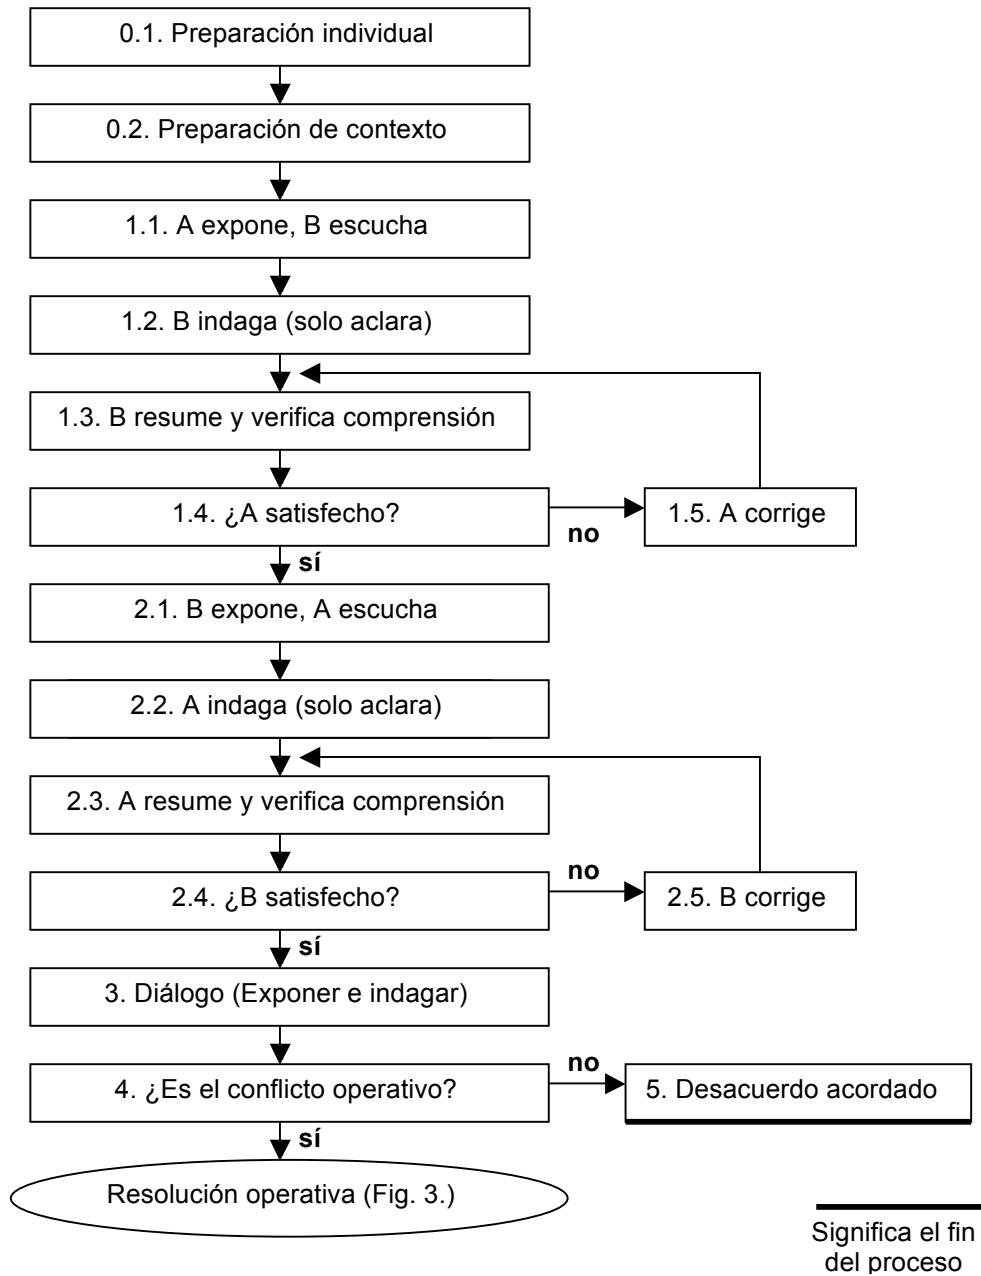 0.1. Preparación individual
0.2. Preparación de contexto
1.1. A expone, B escucha
1.2. B indaga (solo aclara)
1.3. B resume y verifica comprensión
1.4. ¿A satisfecho?
no
1.5. A corrige
sí
2.1. B expone, A escucha
2.2. A indaga (solo aclara)
2.3. A resume y verifica comprensión
2.4. ¿B satisfecho?
no
2.5. B corrige
sí
3. Diálogo (Exponer e indagar)
4. ¿Es el conflicto operativo?
no
5. Desacuerdo acordado
sí
Resolución operativa (Fig. 3.)
Significa el fin
del proceso